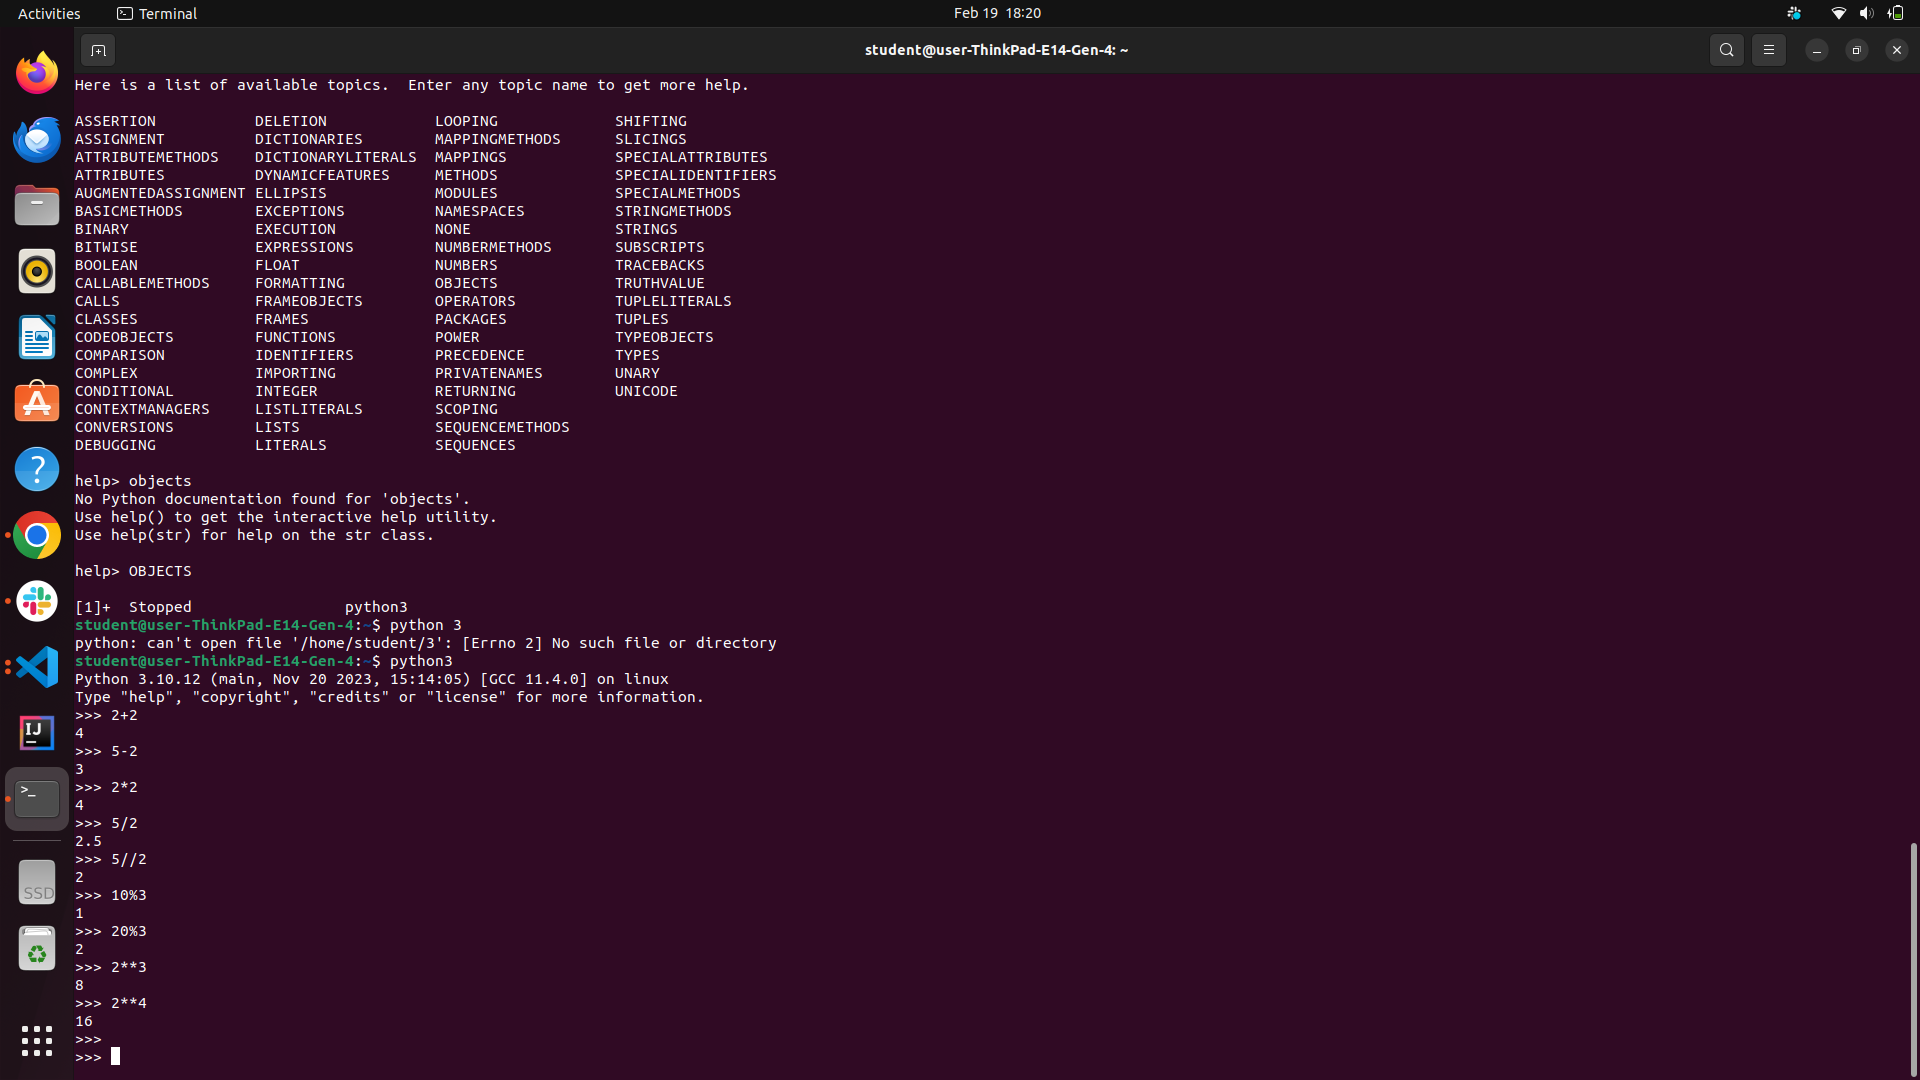 Activities Terminal Feb 19 18:20
student@user-ThinkPad-E14-Gen-4: ~
Here is a list of available topics.  Enter any topic name to get more help.
ASSERTION           DELETION            LOOPING             SHIFTING
ASSIGNMENT          DICTIONARIES        MAPPINGMETHODS      SLICINGS
ATTRIBUTEMETHODS    DICTIONARYLITERALS  MAPPINGS            SPECIALATTRIBUTES
ATTRIBUTES          DYNAMICFEATURES     METHODS             SPECIALIDENTIFIERS
AUGMENTEDASSIGNMENT ELLIPSIS            MODULES             SPECIALMETHODS
BASICMETHODS        EXCEPTIONS          NAMESPACES          STRINGMETHODS
BINARY              EXECUTION           NONE                STRINGS
BITWISE             EXPRESSIONS         NUMBERMETHODS       SUBSCRIPTS
BOOLEAN             FLOAT               NUMBERS             TRACEBACKS
CALLABLEMETHODS     FORMATTING          OBJECTS             TRUTHVALUE
CALLS               FRAMEOBJECTS        OPERATORS           TUPLELITERALS
CLASSES             FRAMES              PACKAGES            TUPLES
CODEOBJECTS         FUNCTIONS           POWER               TYPEOBJECTS
COMPARISON          IDENTIFIERS         PRECEDENCE          TYPES
COMPLEX             IMPORTING           PRIVATENAMES        UNARY
CONDITIONAL         INTEGER             RETURNING           UNICODE
CONTEXTMANAGERS     LISTLITERALS        SCOPING
CONVERSIONS         LISTS               SEQUENCEMETHODS
DEBUGGING           LITERALS            SEQUENCES
help> objects
No Python documentation found for 'objects'.
Use help() to get the interactive help utility.
Use help(str) for help on the str class.
help> OBJECTS
[1]+  Stopped                 python3
student@user-ThinkPad-E14-Gen-4:~$ python 3
python: can't open file '/home/student/3': [Errno 2] No such file or directory
student@user-ThinkPad-E14-Gen-4:~$ python3
Python 3.10.12 (main, Nov 20 2023, 15:14:05) [GCC 11.4.0] on linux
Type "help", "copyright", "credits" or "license" for more information.
>>> 2+2
4
>>> 5-2
3
>>> 2*2
4
>>> 5/2
2.5
>>> 5//2
2
>>> 10%3
1
>>> 20%3
2
>>> 2**3
8
>>> 2**4
16
>>>
>>>
IJ
>_
SSD